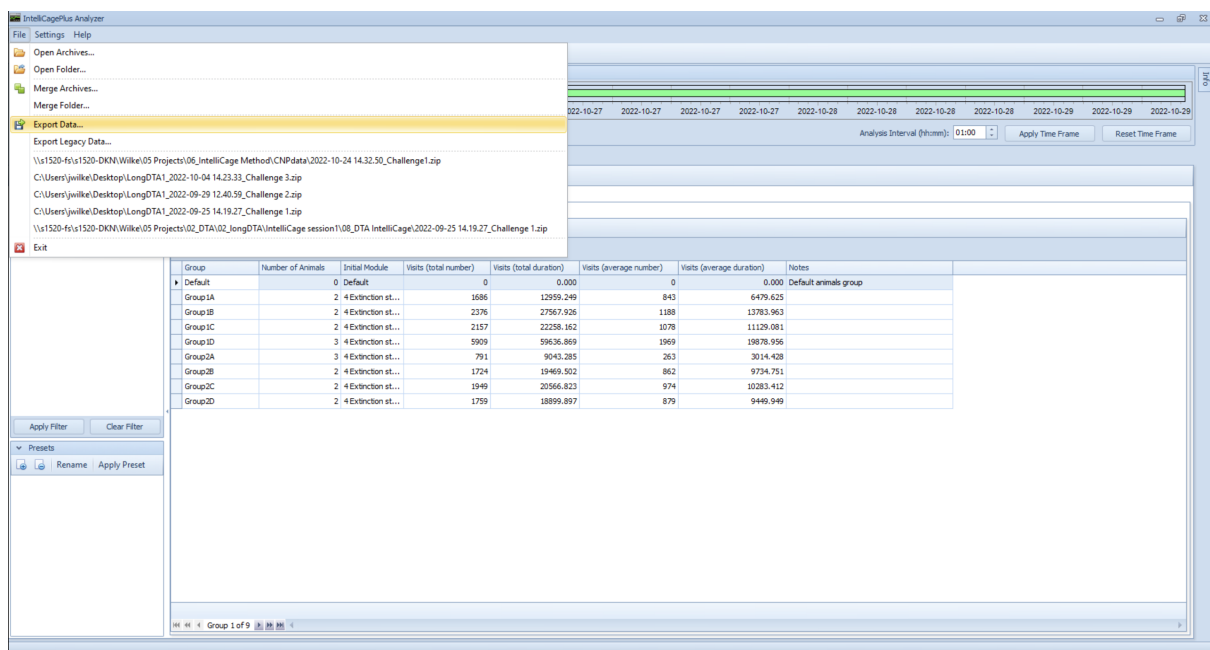 IntelliCagePlus Analyzer
File Settings Help
Open Archives...
Open Folder...
Merge Archives...
Merge Folder...
Export Data...
Export Legacy Data...
\\s1520-fs\s1520-DKN\Wilke\05 Projects\06_IntelliCage Method\CNPdata\2022-10-24 14.32.50_Challenge1.zip
C:\Users\jwilke\Desktop\LongDTA1_2022-10-04 14.23.33_Challenge 3.zip
C:\Users\jwilke\Desktop\LongDTA1_2022-09-29 12.40.59_Challenge 2.zip
C:\Users\jwilke\Desktop\LongDTA1_2022-09-25 14.19.27_Challenge 1.zip
\\s1520-fs\s1520-DKN\Wilke\05 Projects\02_DTA\02_longDTA\IntelliCage session1\08_DTA IntelliCage\2022-09-25 14.19.27_Challenge 1.zip
Exit
Info
022-10-27 2022-10-27 2022-10-27 2022-10-27 2022-10-28 2022-10-28 2022-10-28 2022-10-28 2022-10-29 2022-10-29 2022-10-29
Analysis Interval (hh:mm): 01:00 Apply Time Frame Reset Time Frame
Group Number of Animals Initial Module Visits (total number) Visits (total duration) Visits (average number) Visits (average duration) Notes
Default 0 Default 0 0.000 0 0.000 Default animals group
Group1A 2 4 Extinction st... 1686 12959.249 843 6479.625
Group1B 2 4 Extinction st... 2376 27567.926 1188 13783.963
Group1C 2 4 Extinction st... 2157 22258.162 1078 11129.081
Group1D 3 4 Extinction st... 5909 59636.869 1969 19878.956
Group2A 3 4 Extinction st... 791 9043.285 263 3014.428
Group2B 2 4 Extinction st... 1724 19469.502 862 9734.751
Group2C 2 4 Extinction st... 1949 20566.823 974 10283.412
Group2D 2 4 Extinction st... 1759 18899.897 879 9449.949
Apply Filter Clear Filter
Presets
Rename Apply Preset
Group 1 of 9